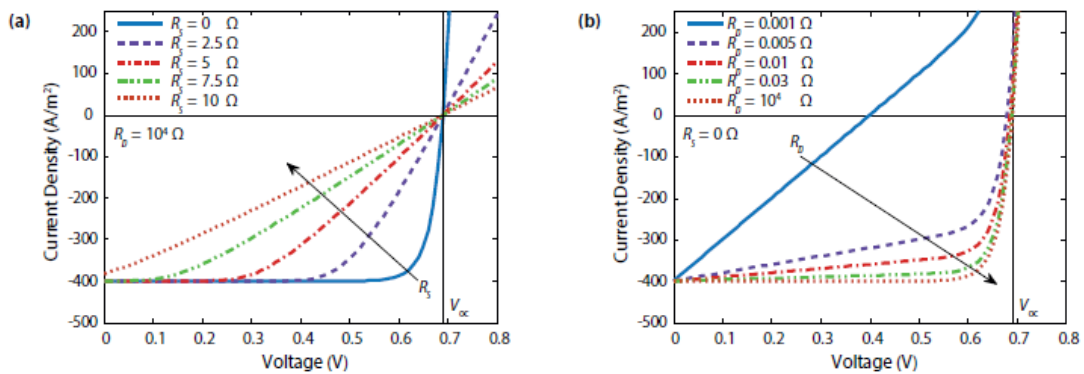 (a)
R_S = 0 Ω
R_S = 2.5 Ω
R_S = 5 Ω
R_S = 7.5 Ω
R_S = 10 Ω
R_p = 10⁴ Ω
R_S
V_oc
200
100
0
-100
-200
-300
-400
-500
Current Density (A/m²)
0 0.1 0.2 0.3 0.4 0.5 0.6 0.7 0.8
Voltage (V)
(b)
R_p = 0.001 Ω
R_p = 0.005 Ω
R_p = 0.01 Ω
R_p = 0.03 Ω
R_p = 10⁴ Ω
R_S = 0 Ω
R_p
V_oc
200
100
0
-100
-200
-300
-400
-500
Current Density (A/m²)
0 0.1 0.2 0.3 0.4 0.5 0.6 0.7 0.8
Voltage (V)